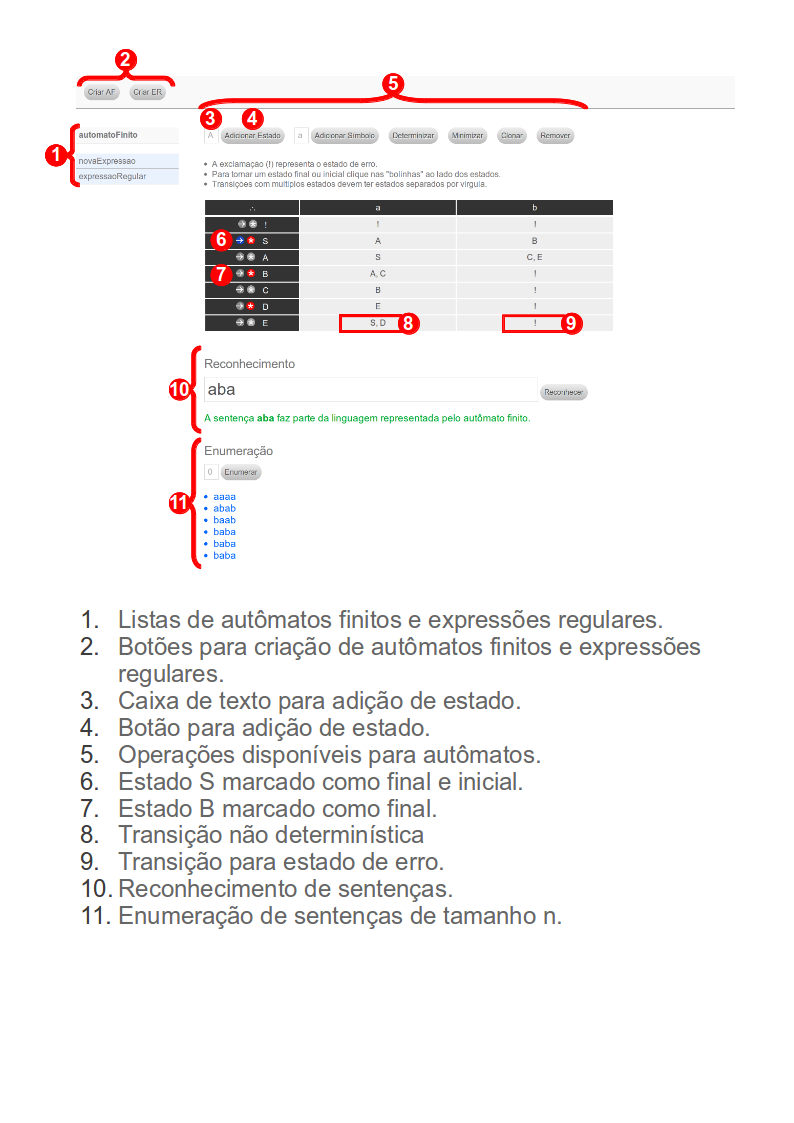 2
5
Criar AF Criar ER
3 4
1
automatoFinito
A Adicionar Estado a Adicionar Símbolo Determinizar Minimizar Clonar Remover
novaExpressao
expressaoRegular
• A exclamação (!) representa o estado de erro.
• Para tornar um estado final ou inicial clique nas "bolinhas" ao lado dos estados.
• Transições com multiplos estados devem ter estados separados por virgula.
∴ a b
! ! !
6 S A B
A S C, E
7 B A, C !
C B !
D E !
E S, D 8 ! 9
10
Reconhecimento
aba Reconhecer
A sentença aba faz parte da linguagem representada pelo autômato finito.
11
Enumeração
0 Enumerar
• aaaa
• abab
• baab
• baba
• baba
• baba
1. Listas de autômatos finitos e expressões regulares.
2. Botões para criação de autômatos finitos e expressões
regulares.
3. Caixa de texto para adição de estado.
4. Botão para adição de estado.
5. Operações disponíveis para autômatos.
6. Estado S marcado como final e inicial.
7. Estado B marcado como final.
8. Transição não determinística
9. Transição para estado de erro.
10. Reconhecimento de sentenças.
11. Enumeração de sentenças de tamanho n.